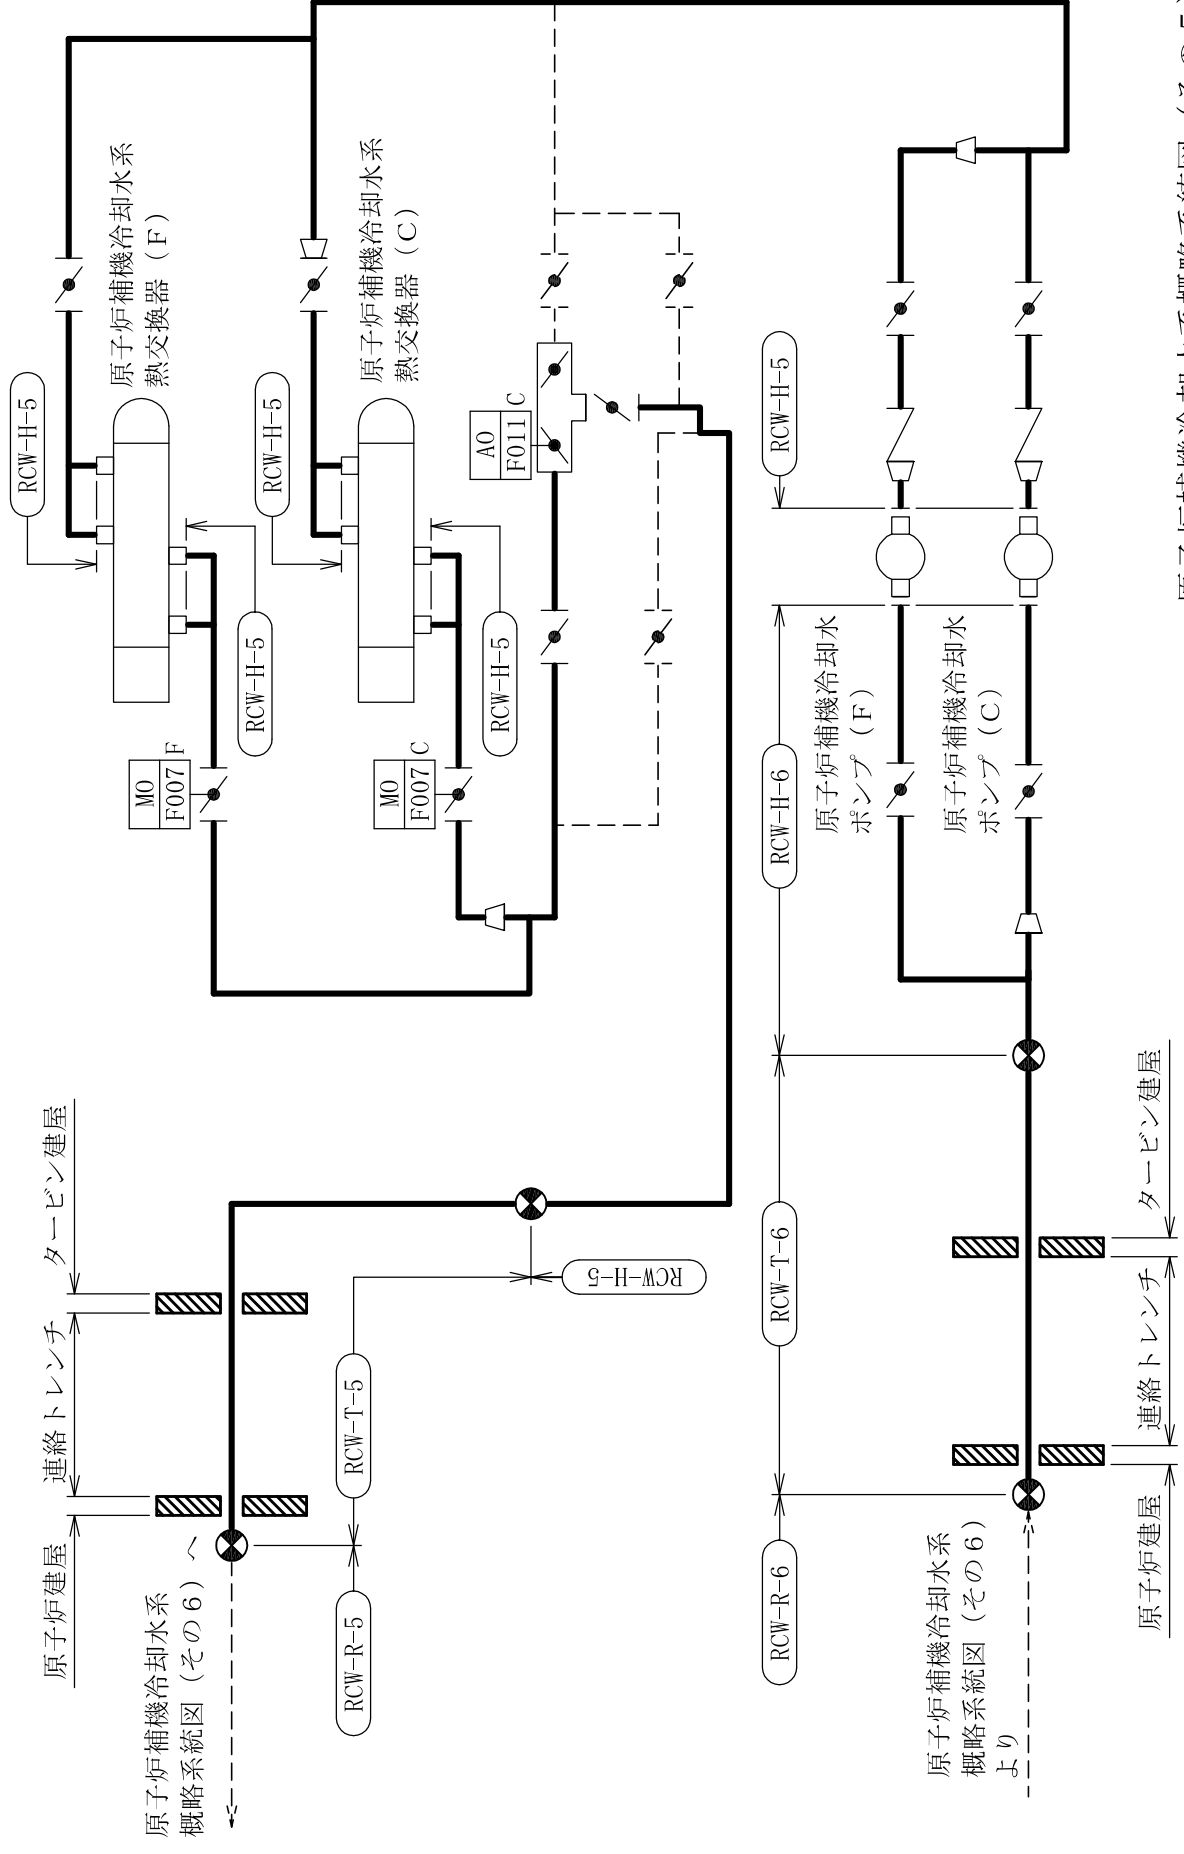 RCW-H-5
原子炉補機冷却水系
熱交換器（F）
RCW-H-5
MO
F007
F
RCW-H-5
原子炉補機冷却水系
熱交換器（C）
RCW-H-5
MO
F007
C
AO
F011
C
タービン建屋
連絡トレンチ
原子炉建屋
原子炉補機冷却水系
概略系統図（その６）へ
RCW-H-5
RCW-T-5
RCW-R-5
RCW-H-5
RCW-H-6
RCW-T-6
RCW-R-6
原子炉補機冷却水
ポンプ（F）
原子炉補機冷却水
ポンプ（C）
原子炉補機冷却水系
概略系統図（その６）
より
タービン建屋
連絡トレンチ
原子炉建屋